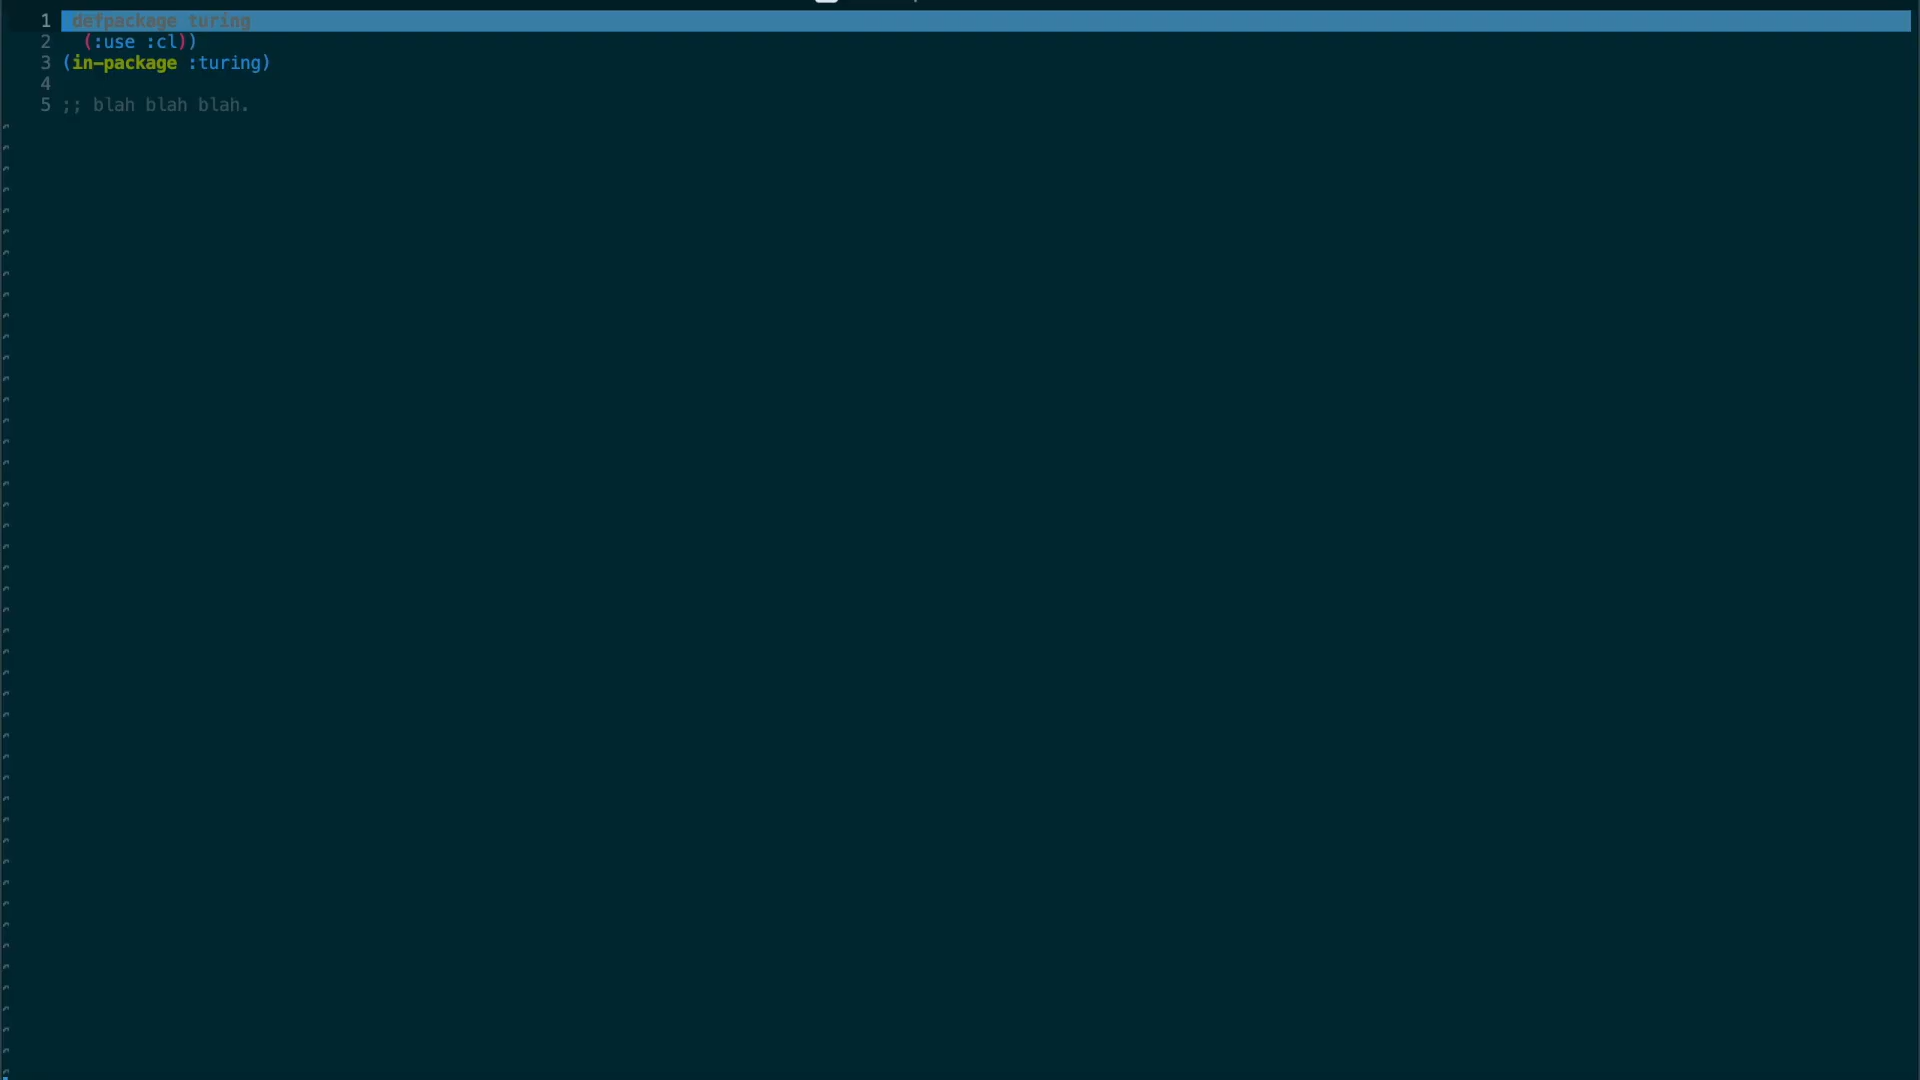 1 defpackage turing
2   (:use :cl))
3 (in-package :turing)
4
5 ;; blah blah blah.